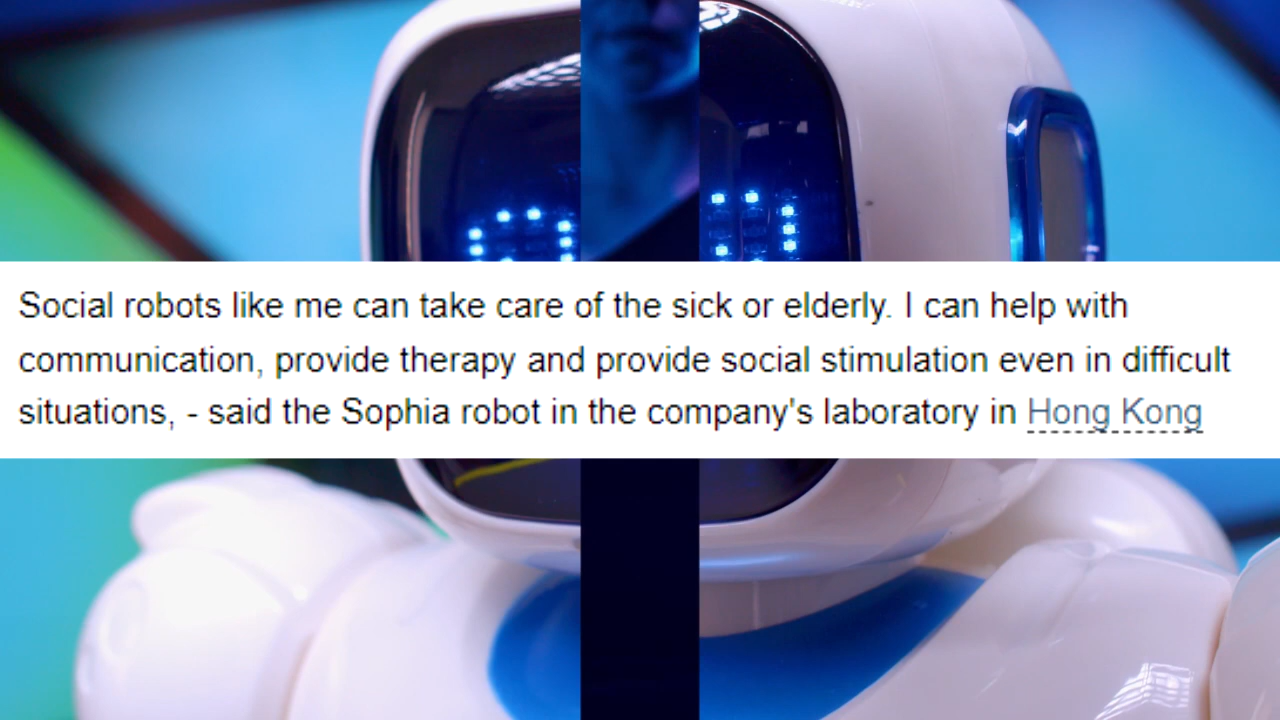 Social robots like me can take care of the sick or elderly. I can help with
communication, provide therapy and provide social stimulation even in difficult
situations, - said the Sophia robot in the company's laboratory in Hong Kong